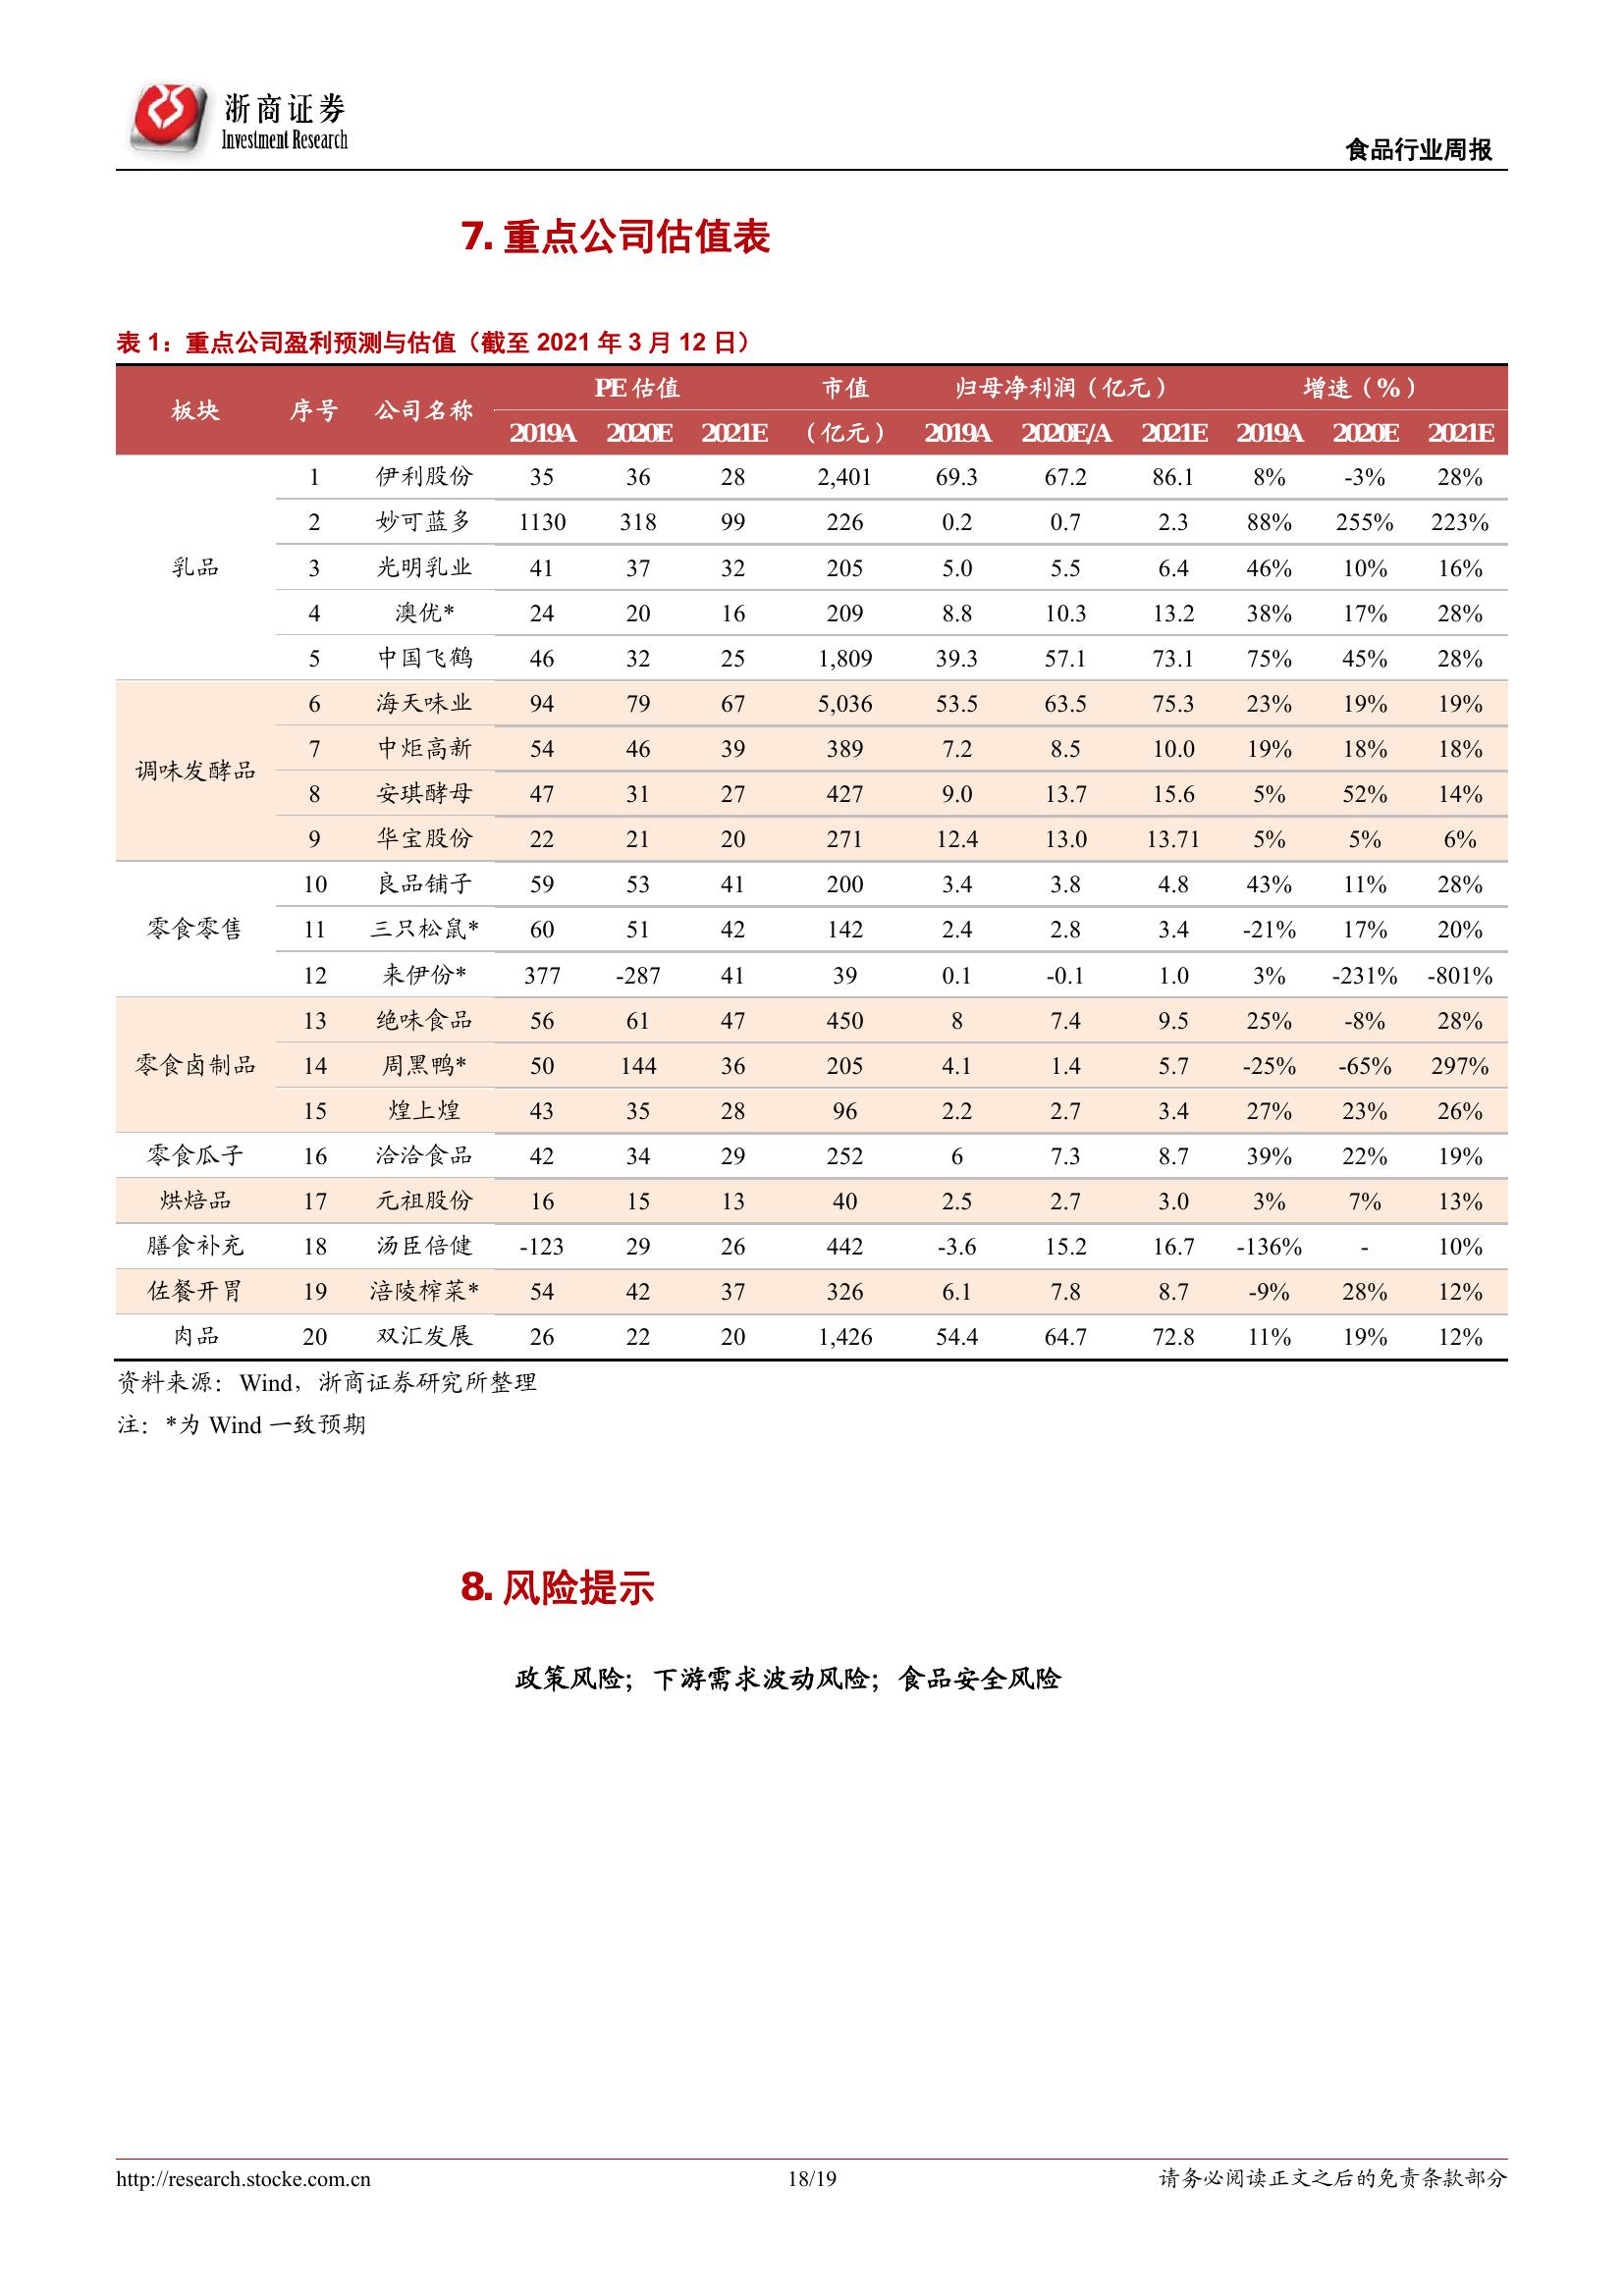 浙商证券
Investment Research
食品行业周报
7. 重点公司估值表
表 1：重点公司盈利预测与估值（截至 2021 年 3 月 12 日）
板块 序号 公司名称 PE 估值 市值 归母净利润（亿元） 增速（%）
2019A 2020E 2021E （亿元） 2019A 2020E/A 2021E 2019A 2020E 2021E
乳品 1 伊利股份 35 36 28 2,401 69.3 67.2 86.1 8% -3% 28%
2 妙可蓝多 1130 318 99 226 0.2 0.7 2.3 88% 255% 223%
3 光明乳业 41 37 32 205 5.0 5.5 6.4 46% 10% 16%
4 澳优* 24 20 16 209 8.8 10.3 13.2 38% 17% 28%
5 中国飞鹤 46 32 25 1,809 39.3 57.1 73.1 75% 45% 28%
调味发酵品 6 海天味业 94 79 67 5,036 53.5 63.5 75.3 23% 19% 19%
7 中炬高新 54 46 39 389 7.2 8.5 10.0 19% 18% 18%
8 安琪酵母 47 31 27 427 9.0 13.7 15.6 5% 52% 14%
9 华宝股份 22 21 20 271 12.4 13.0 13.71 5% 5% 6%
零食零售 10 良品铺子 59 53 41 200 3.4 3.8 4.8 43% 11% 28%
11 三只松鼠* 60 51 42 142 2.4 2.8 3.4 -21% 17% 20%
12 来伊份* 377 -287 41 39 0.1 -0.1 1.0 3% -231% -801%
零食卤制品 13 绝味食品 56 61 47 450 8 7.4 9.5 25% -8% 28%
14 周黑鸭* 50 144 36 205 4.1 1.4 5.7 -25% -65% 297%
15 煌上煌 43 35 28 96 2.2 2.7 3.4 27% 23% 26%
零食瓜子 16 洽洽食品 42 34 29 252 6 7.3 8.7 39% 22% 19%
烘焙品 17 元祖股份 16 15 13 40 2.5 2.7 3.0 3% 7% 13%
膳食补充 18 汤臣倍健 -123 29 26 442 -3.6 15.2 16.7 -136% - 10%
佐餐开胃 19 涪陵榨菜* 54 42 37 326 6.1 7.8 8.7 -9% 28% 12%
肉品 20 双汇发展 26 22 20 1,426 54.4 64.7 72.8 11% 19% 12%
资料来源：Wind，浙商证券研究所整理
注：*为 Wind 一致预期
8. 风险提示
政策风险；下游需求波动风险；食品安全风险
http://research.stocke.com.cn 18/19 请务必阅读正文之后的免责条款部分